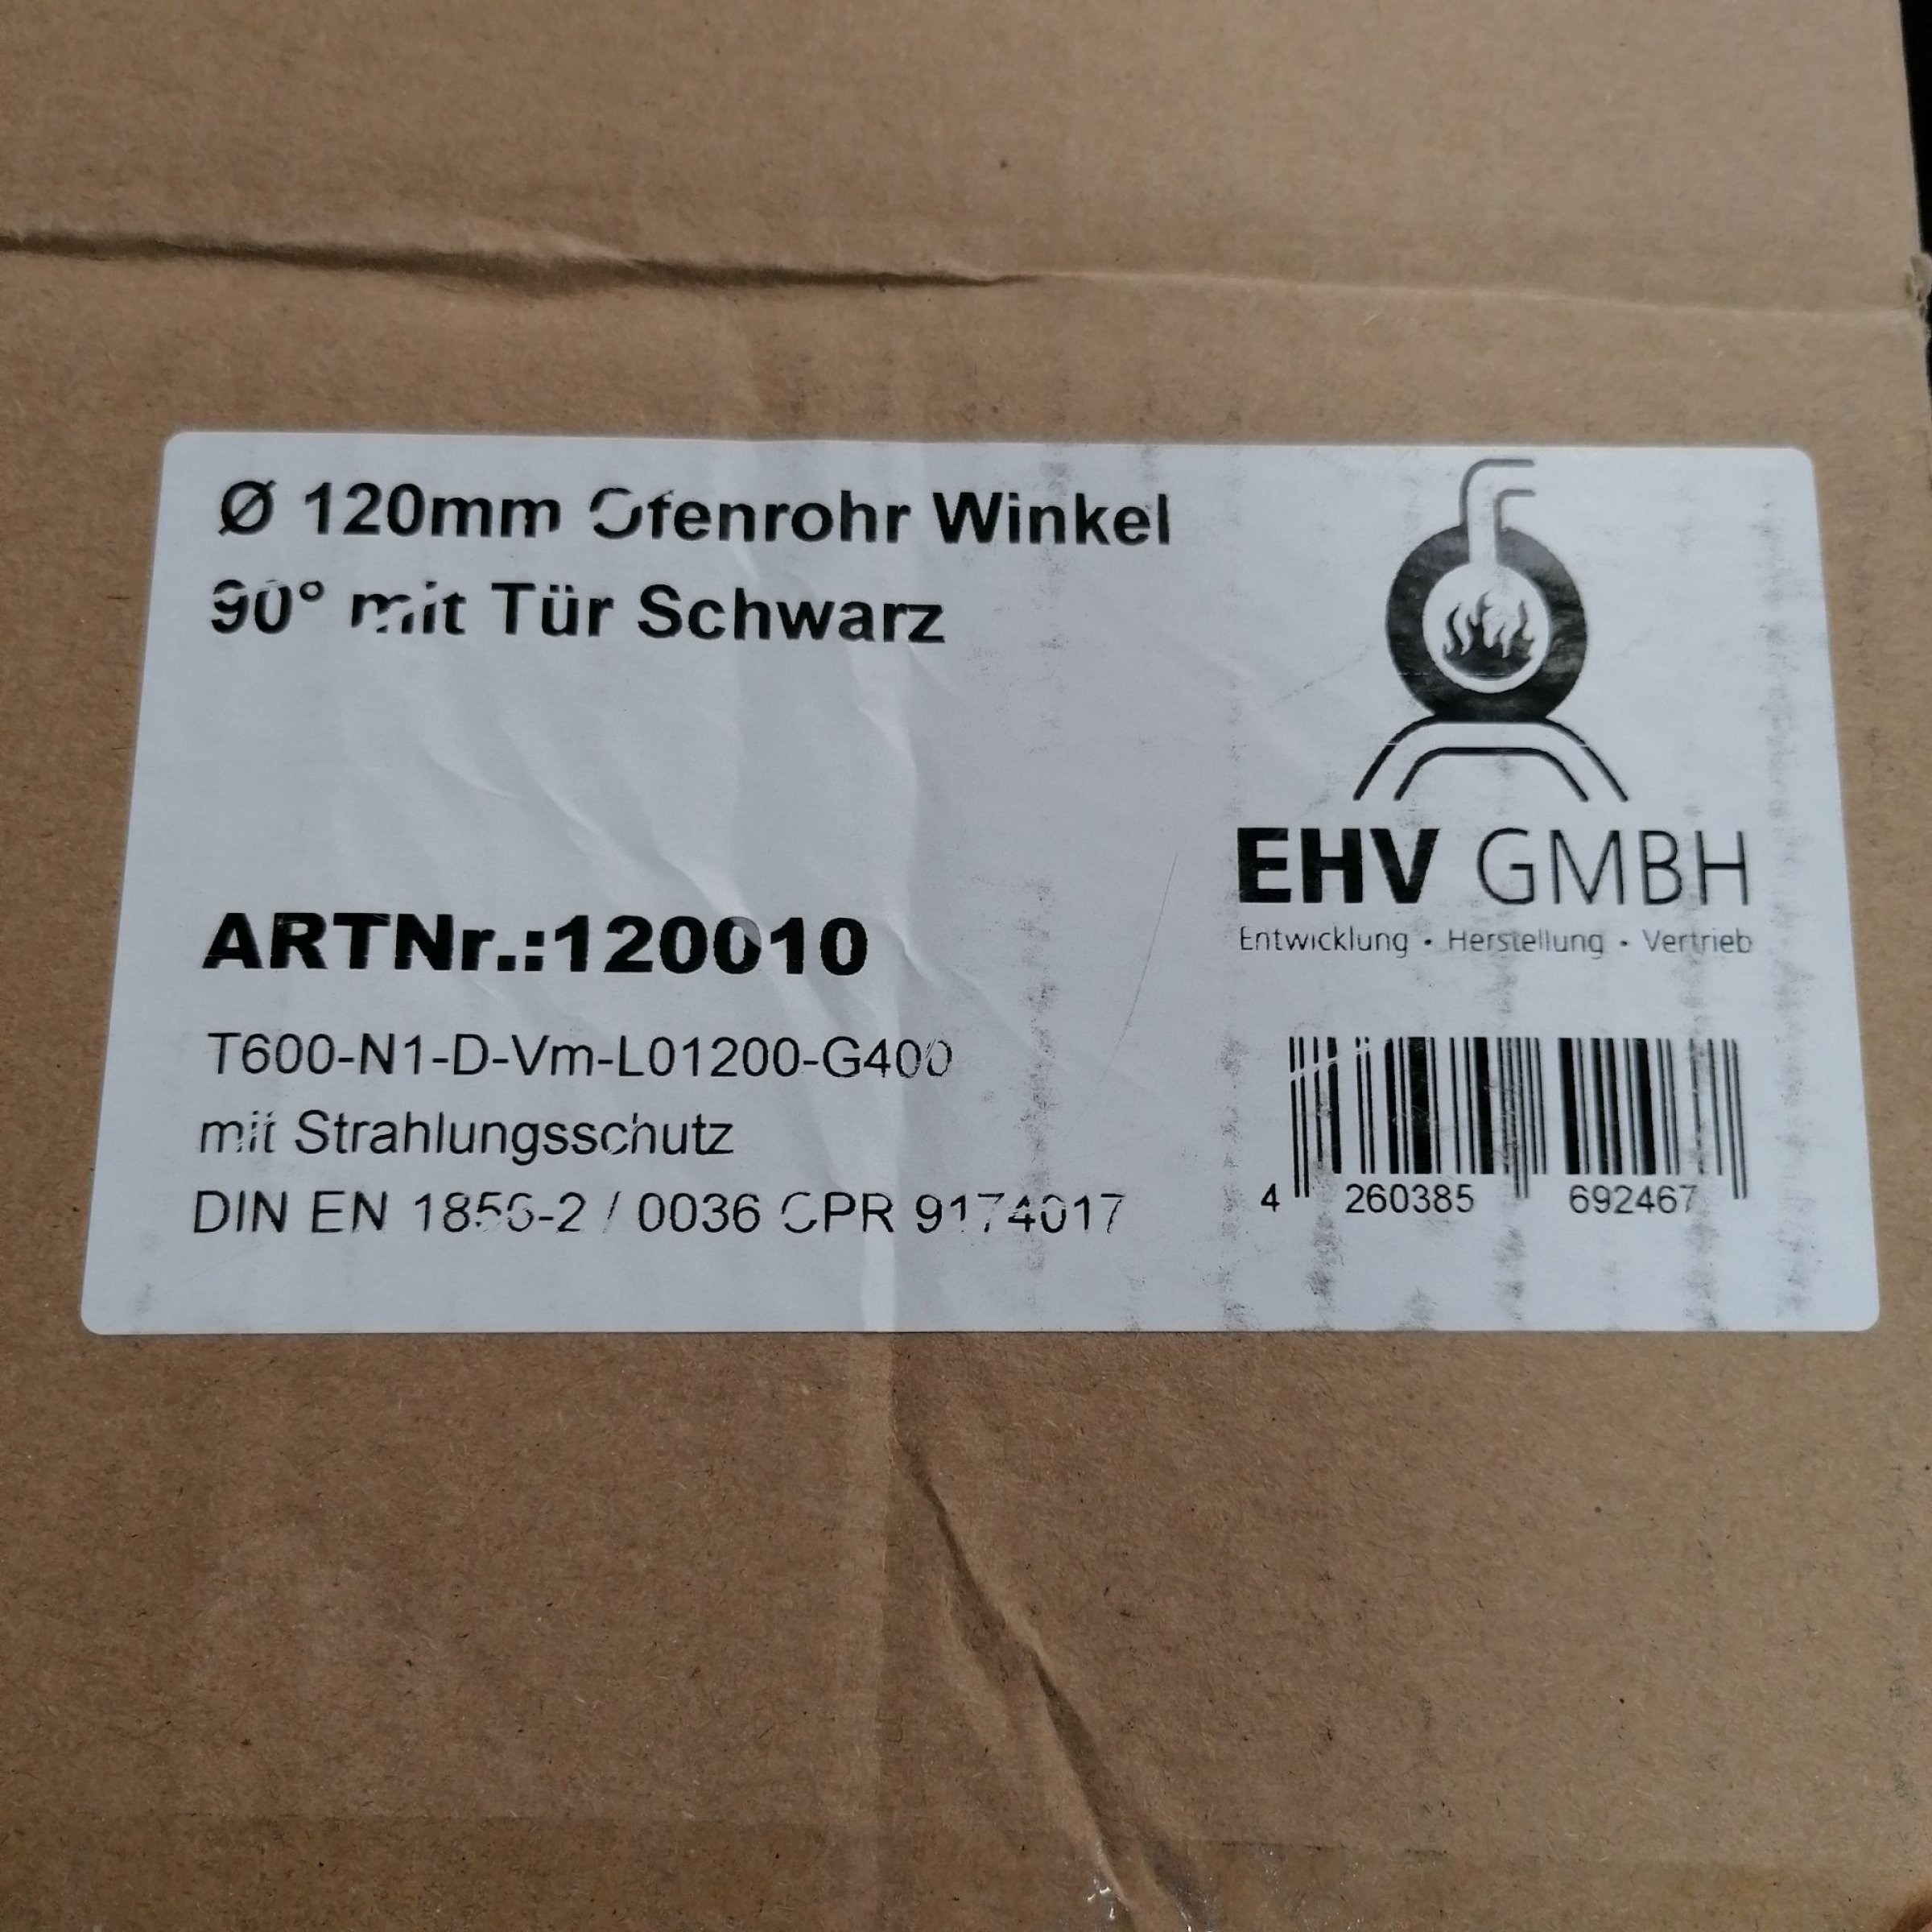 Ø 120mm Ofenrohr Winkel
90° mit Tür Schwarz
EHV GMBH
Entwicklung • Herstellung • Vertrieb
ARTNr.:120010
T600-N1-D-Vm-L01200-G400
mit Strahlungsschutz
DIN EN 1856-2 / 0036 CPR 9174017
4 260385 692467